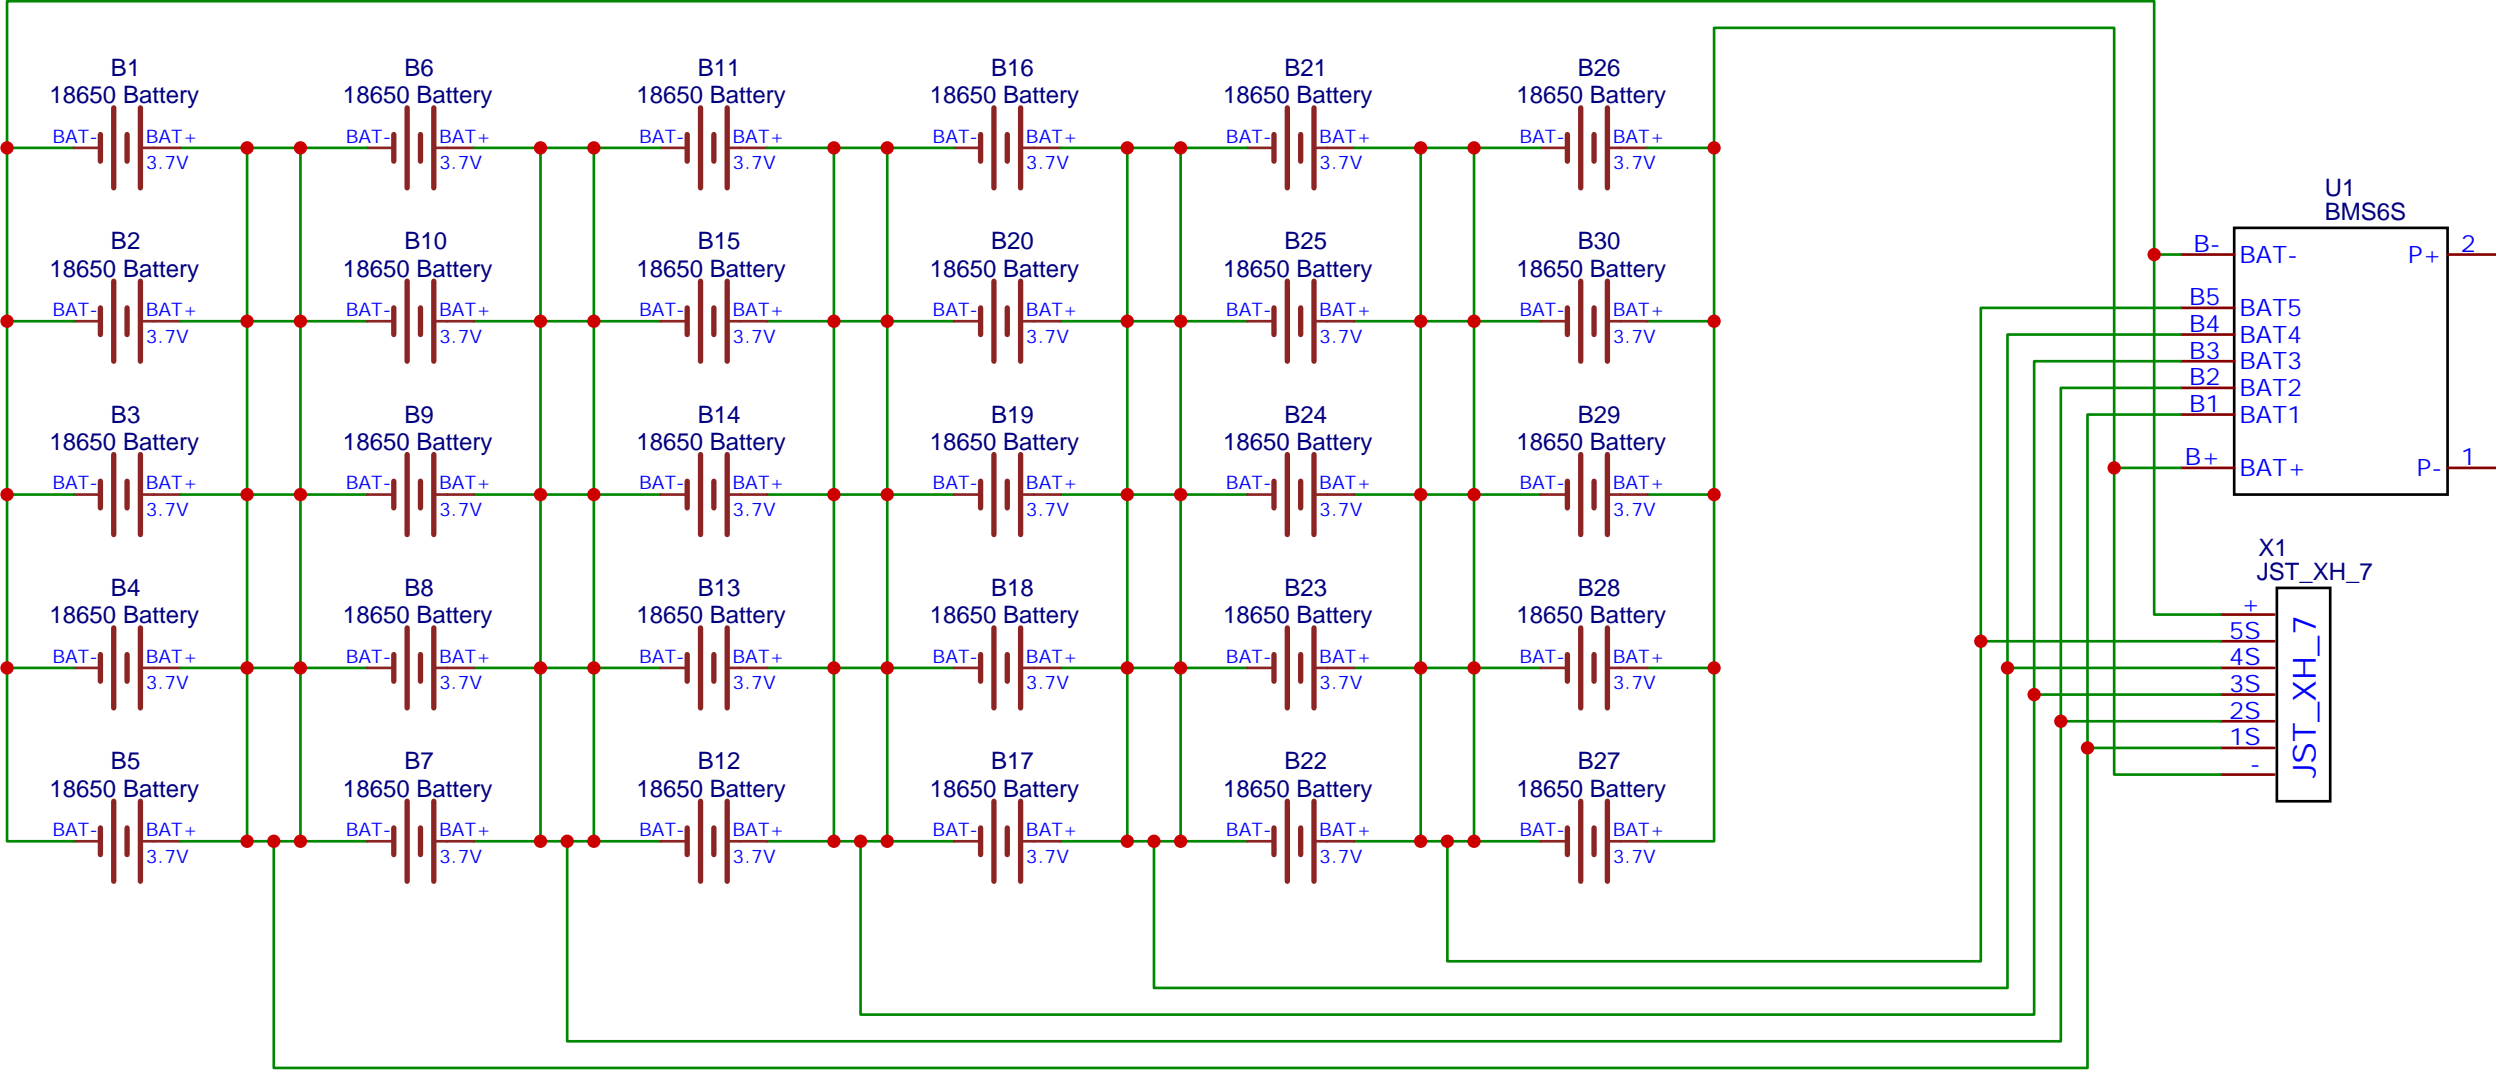 B1
18650 Battery
BAT-
BAT+
3.7V
B6
18650 Battery
BAT-
BAT+
3.7V
B11
18650 Battery
BAT-
BAT+
3.7V
B16
18650 Battery
BAT-
BAT+
3.7V
B21
18650 Battery
BAT-
BAT+
3.7V
B26
18650 Battery
BAT-
BAT+
3.7V
B2
18650 Battery
BAT-
BAT+
3.7V
B10
18650 Battery
BAT-
BAT+
3.7V
B15
18650 Battery
BAT-
BAT+
3.7V
B20
18650 Battery
BAT-
BAT+
3.7V
B25
18650 Battery
BAT-
BAT+
3.7V
B30
18650 Battery
BAT-
BAT+
3.7V
B3
18650 Battery
BAT-
BAT+
3.7V
B9
18650 Battery
BAT-
BAT+
3.7V
B14
18650 Battery
BAT-
BAT+
3.7V
B19
18650 Battery
BAT-
BAT+
3.7V
B24
18650 Battery
BAT-
BAT+
3.7V
B29
18650 Battery
BAT-
BAT+
3.7V
B4
18650 Battery
BAT-
BAT+
3.7V
B8
18650 Battery
BAT-
BAT+
3.7V
B13
18650 Battery
BAT-
BAT+
3.7V
B18
18650 Battery
BAT-
BAT+
3.7V
B23
18650 Battery
BAT-
BAT+
3.7V
B28
18650 Battery
BAT-
BAT+
3.7V
B5
18650 Battery
BAT-
BAT+
3.7V
B7
18650 Battery
BAT-
BAT+
3.7V
B12
18650 Battery
BAT-
BAT+
3.7V
B17
18650 Battery
BAT-
BAT+
3.7V
B22
18650 Battery
BAT-
BAT+
3.7V
B27
18650 Battery
BAT-
BAT+
3.7V
U1
BMS6S
B- BAT- P+ 2
B5 BAT5
B4 BAT4
B3 BAT3
B2 BAT2
B1 BAT1
B+ BAT+ P- 1
X1
JST_XH_7
+
5S
4S
3S
2S
1S
-
JST_XH_7